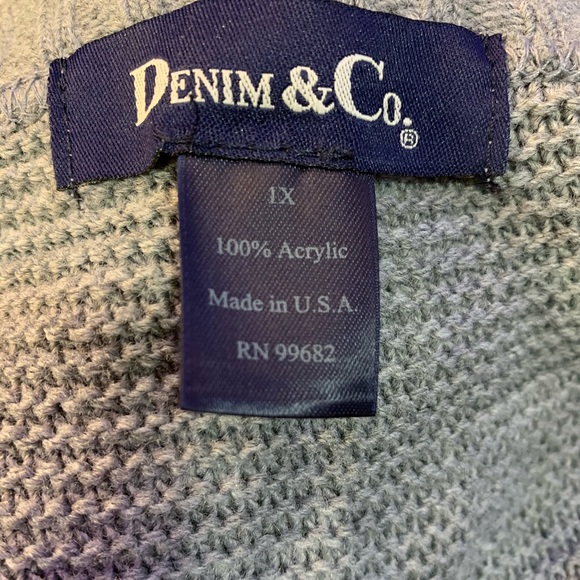 DENIM & CO.®
1X
100% Acrylic
Made in U.S.A.
RN 99682